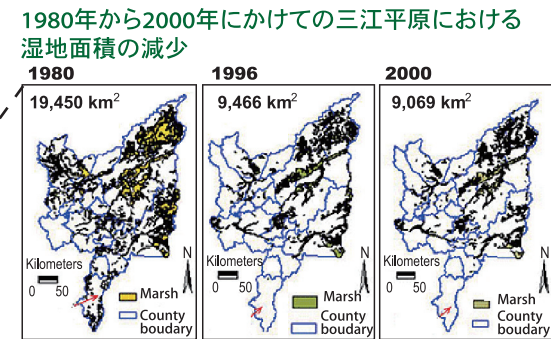 1980年から2000年にかけての三江平原における
湿地面積の減少
1980
19,450 km²
Kilometers
0 50
N
Marsh
County
boudary
1996
9,466 km²
Kilometers
0 50
N
Marsh
County
boudary
2000
9,069 km²
Kilometers
0 50
N
Marsh
County
boudary